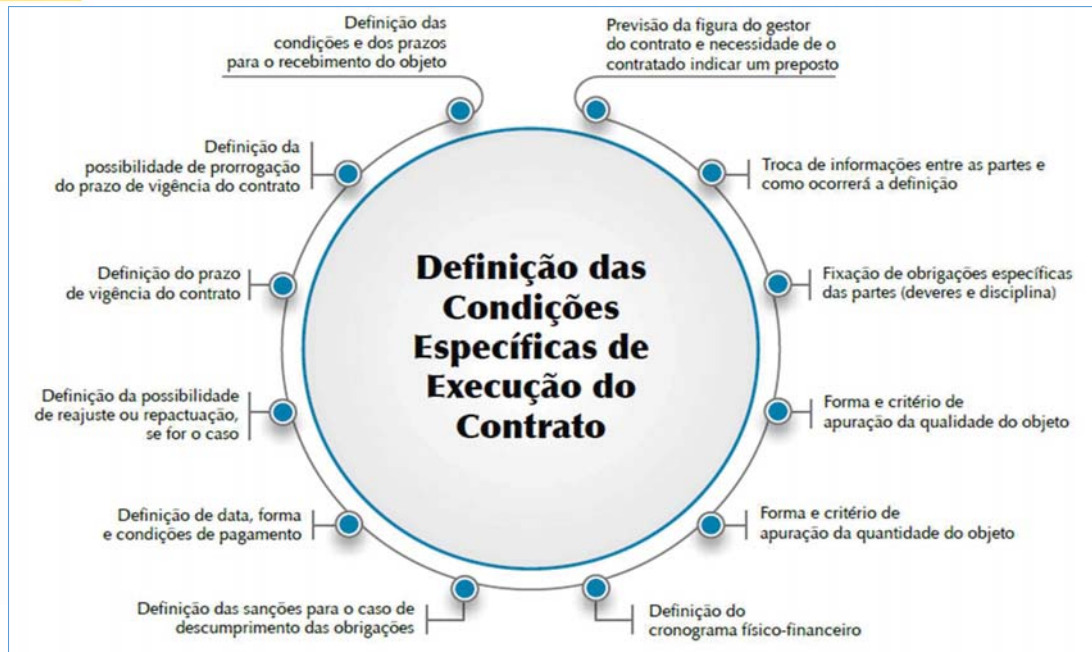 Definição das
condições e dos prazos
para o recebimento do objeto
Previsão da figura do gestor
do contrato e necessidade de o
contratado indicar um preposto
Definição da
possibilidade de prorrogação
do prazo de vigência do contrato
Troca de informações entre as partes e
como ocorrerá a definição
Definição do prazo
de vigência do contrato
Definição das
Condições
Específicas de
Execução do
Contrato
Fixação de obrigações específicas
das partes (deveres e disciplina)
Definição da possibilidade
de reajuste ou repactuação,
se for o caso
Forma e critério de
apuração da qualidade do objeto
Definição de data, forma
e condições de pagamento
Forma e critério de
apuração da quantidade do objeto
Definição das sanções para o caso de
descumprimento das obrigações
Definição do
cronograma físico-financeiro